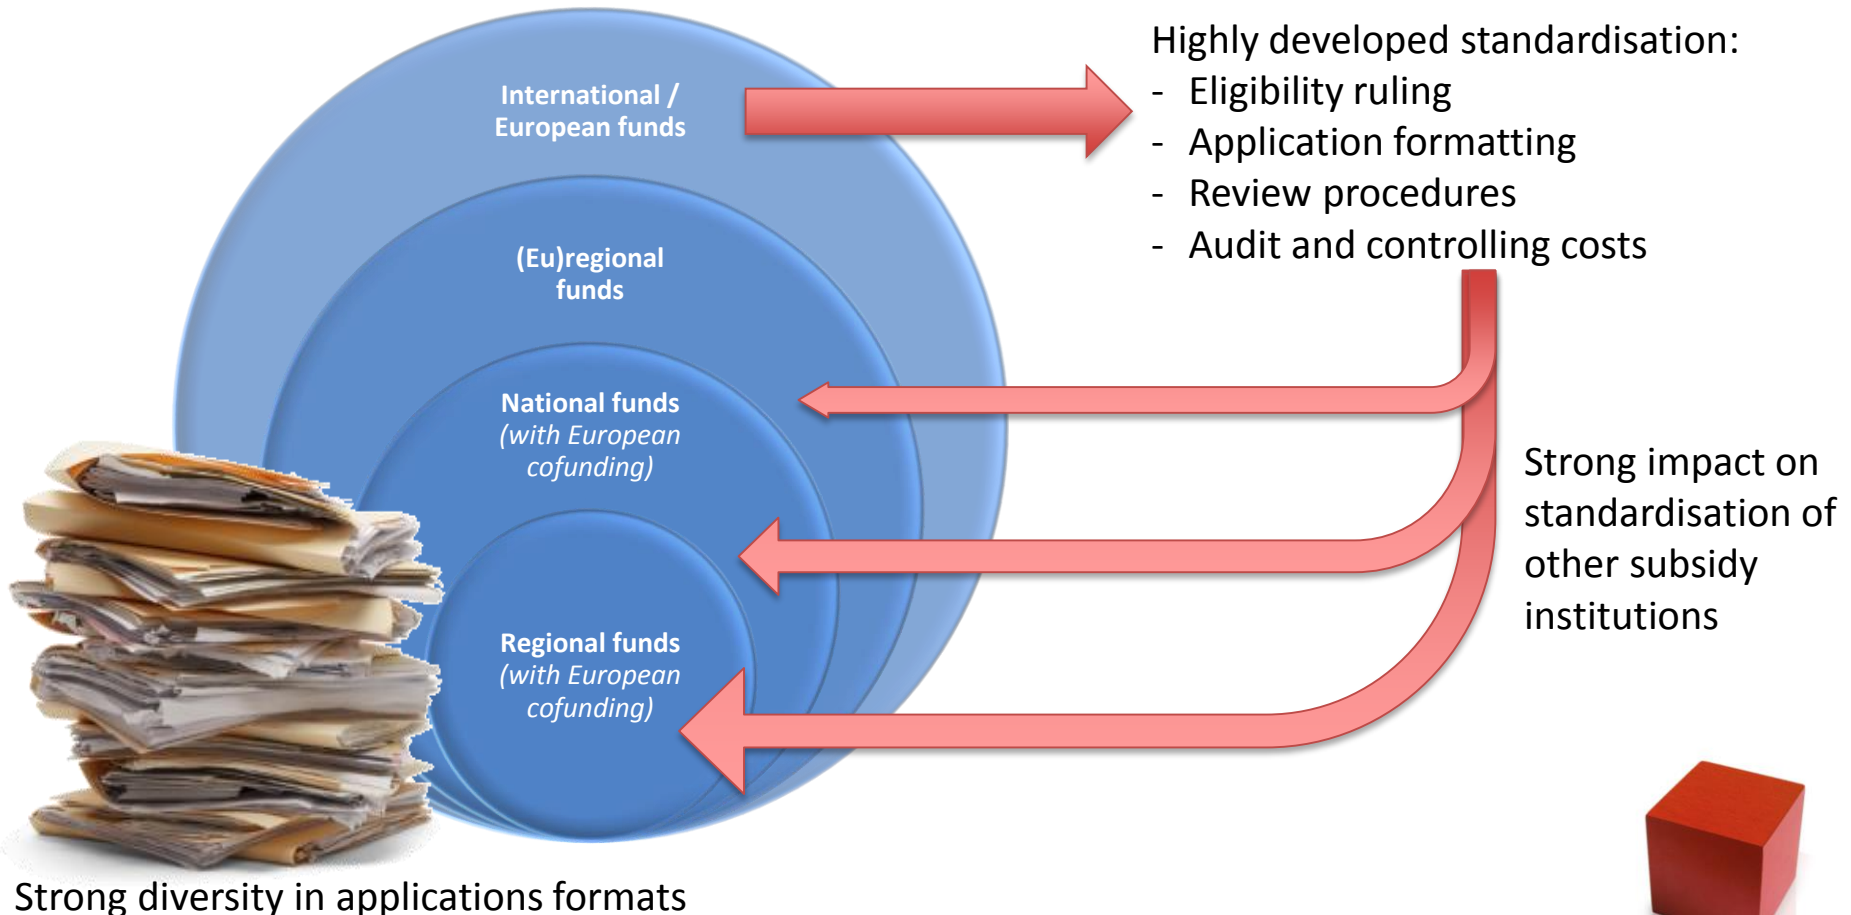 International /
European funds
(Eu)regional
funds
National funds
(with European
cofunding)
Regional funds
(with European
cofunding)
Highly developed standardisation:
- Eligibility ruling
- Application formatting
- Review procedures
- Audit and controlling costs
Strong impact on
standardisation of
other subsidy
institutions
Strong diversity in applications formats